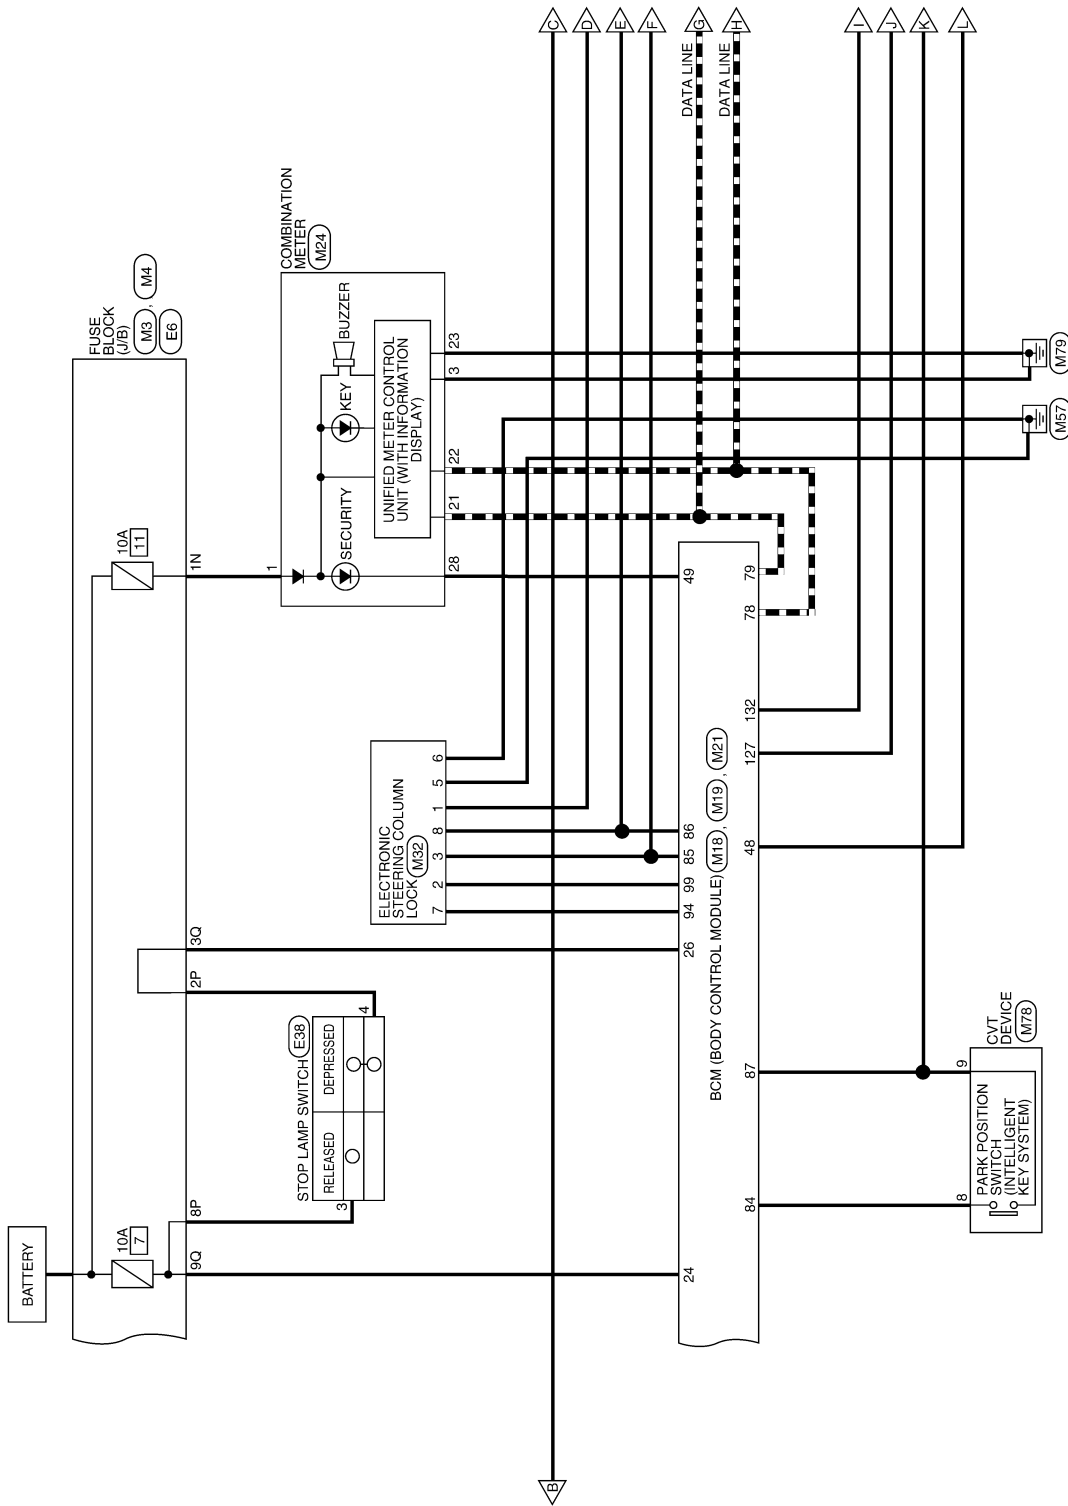 BATTERY
FUSE
BLOCK
(J/B)
M3 , M4
E6
10A
7
10A
11
9Q
8P
2P
3Q
1N
STOP LAMP SWITCH E38
RELEASED
DEPRESSED
3
4
ELECTRONIC
STEERING COLUMN
LOCK M32
7
2
3
8
1
5
6
COMBINATION
METER
M24
1
SECURITY
KEY
BUZZER
UNIFIED METER CONTROL
UNIT (WITH INFORMATION
DISPLAY)
28
21
22
3
23
B
C
D
E
F
DATA LINE
G
DATA LINE
H
24
26
94
99
85
86
49
BCM (BODY CONTROL MODULE) M18 , M19 , M21
84
87
48
127
132
78
79
I
J
K
L
8
9
PARK POSITION
SWITCH
(INTELLIGENT
KEY SYSTEM)
CVT
DEVICE
M78
M57
M79